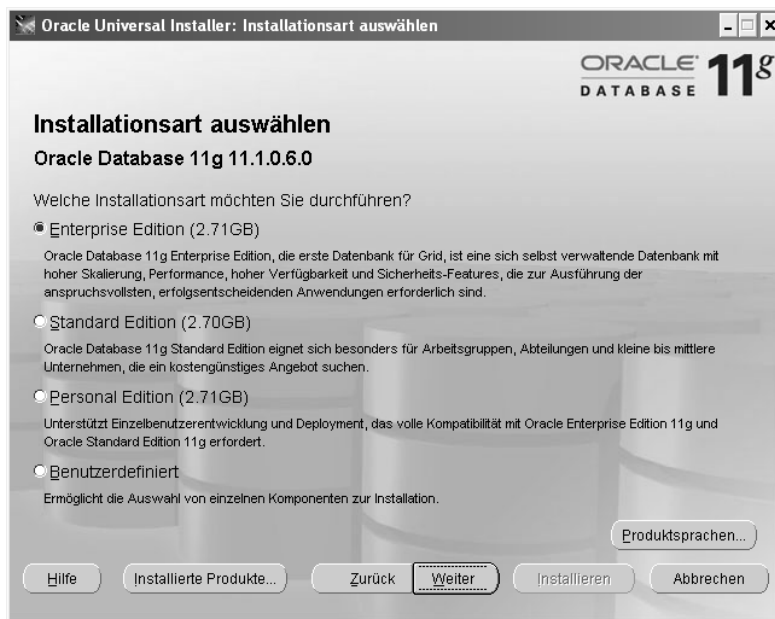 Oracle Universal Installer: Installationsart auswählen
ORACLE 11g
DATABASE
Installationsart auswählen
Oracle Database 11g 11.1.0.6.0
Welche Installationsart möchten Sie durchführen?
Enterprise Edition (2.71GB)
Oracle Database 11g Enterprise Edition, die erste Datenbank für Grid, ist eine sich selbst verwaltende Datenbank mit
hoher Skalierung, Performance, hoher Verfügbarkeit und Sicherheits-Features, die zur Ausführung der
anspruchsvollsten, erfolgsentscheidenden Anwendungen erforderlich sind.
Standard Edition (2.70GB)
Oracle Database 11g Standard Edition eignet sich besonders für Arbeitsgruppen, Abteilungen und kleine bis mittlere
Unternehmen, die ein kostengünstiges Angebot suchen.
Personal Edition (2.71GB)
Unterstützt Einzelbenutzerentwicklung und Deployment, das volle Kompatibilität mit Oracle Enterprise Edition 11g und
Oracle Standard Edition 11g erfordert.
Benutzerdefiniert
Ermöglicht die Auswahl von einzelnen Komponenten zur Installation.
Produktsprachen...
Hilfe Installierte Produkte... Zurück Weiter Installieren Abbrechen